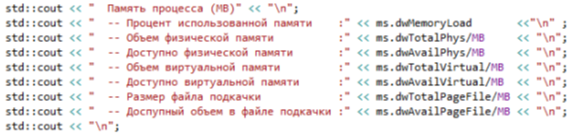 std::cout << "  Память процесса (MB)" << "\n";
std::cout << "  -- Процент использованной памяти    :" << ms.dwMemoryLoad      <<"\n" ;
std::cout << "  -- Объем физической памяти          :" << ms.dwTotalPhys/MB    << "\n";
std::cout << "  -- Доступно физической памяти       :" << ms.dwAvailPhys/MB    << "\n";
std::cout << "  -- Объем виртуальной памяти         :" << ms.dwTotalVirtual/MB << "\n";
std::cout << "  -- Доступно виртуальной памяти      :" << ms.dwAvailVirtual/MB << "\n";
std::cout << "  -- Размер файла подкачки            :" << ms.dwTotalPageFile/MB << "\n";
std::cout << "  -- Доспупный объем в файле подкачки :" << ms.dwAvailPageFile/MB << "\n";
std::cout << "\n";